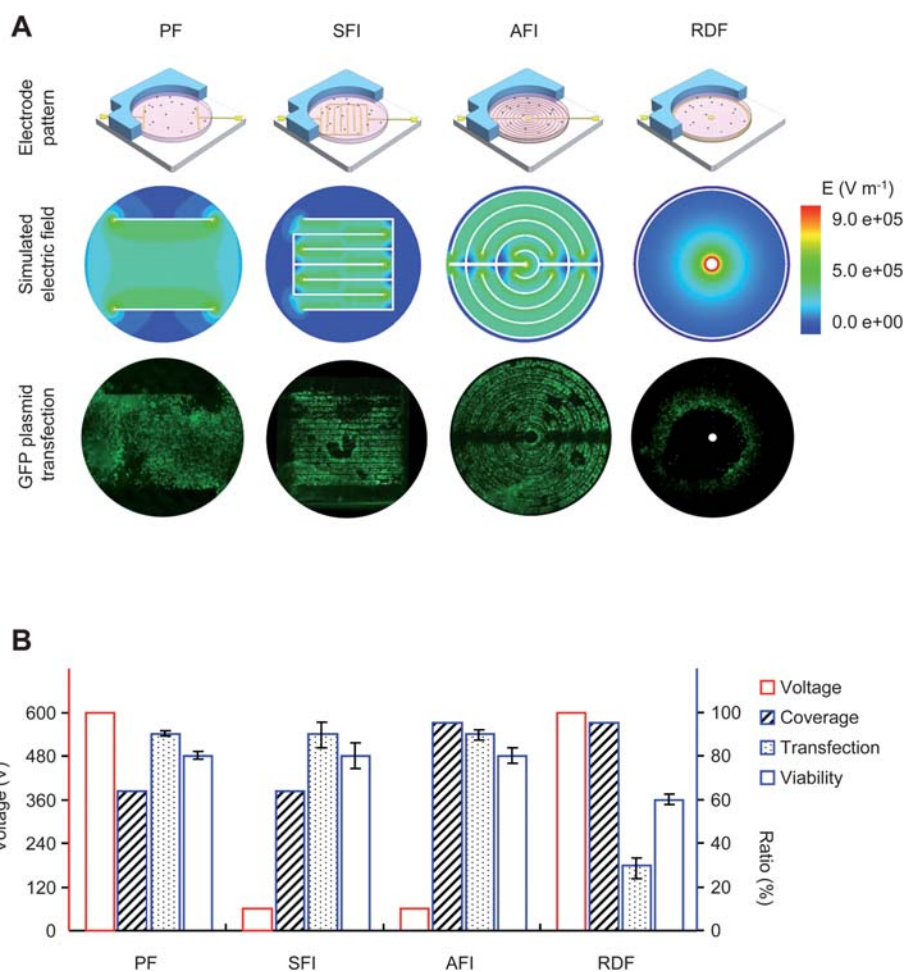 A
PF SFI AFI RDF
Electrode
pattern
Simulated
electric field
E (V m⁻¹)
9.0 e+05
5.0 e+05
0.0 e+00
GFP plasmid
transfection
B
Voltage (V)
600
480
360
240
120
0
100
80
60
40
20
0
Ratio (%)
Voltage
Coverage
Transfection
Viability
PF SFI AFI RDF